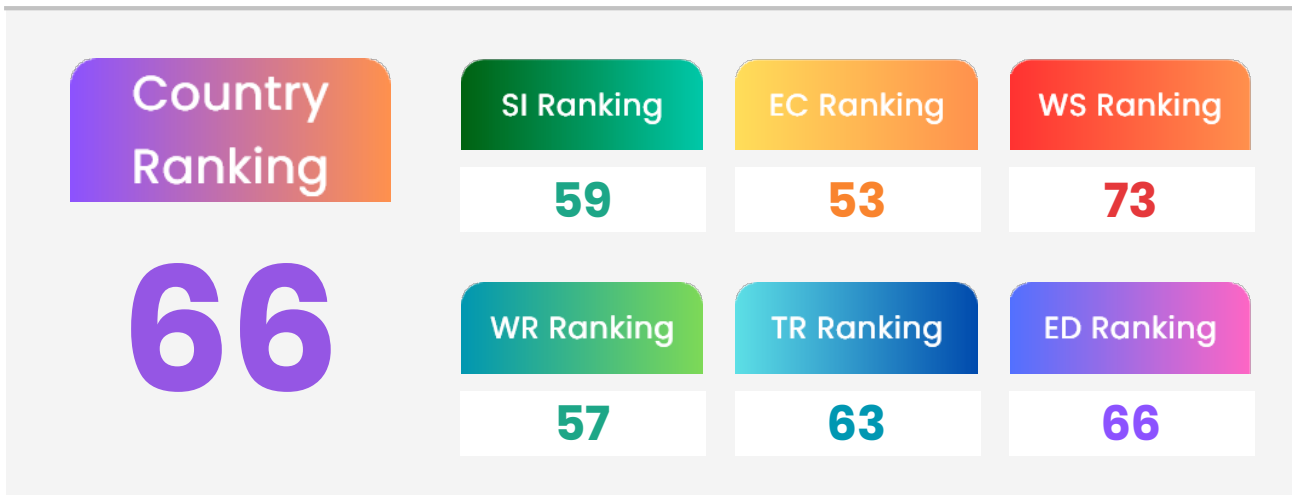 Country
Ranking
66
SI Ranking
EC Ranking
WS Ranking
59
53
73
WR Ranking
TR Ranking
ED Ranking
57
63
66